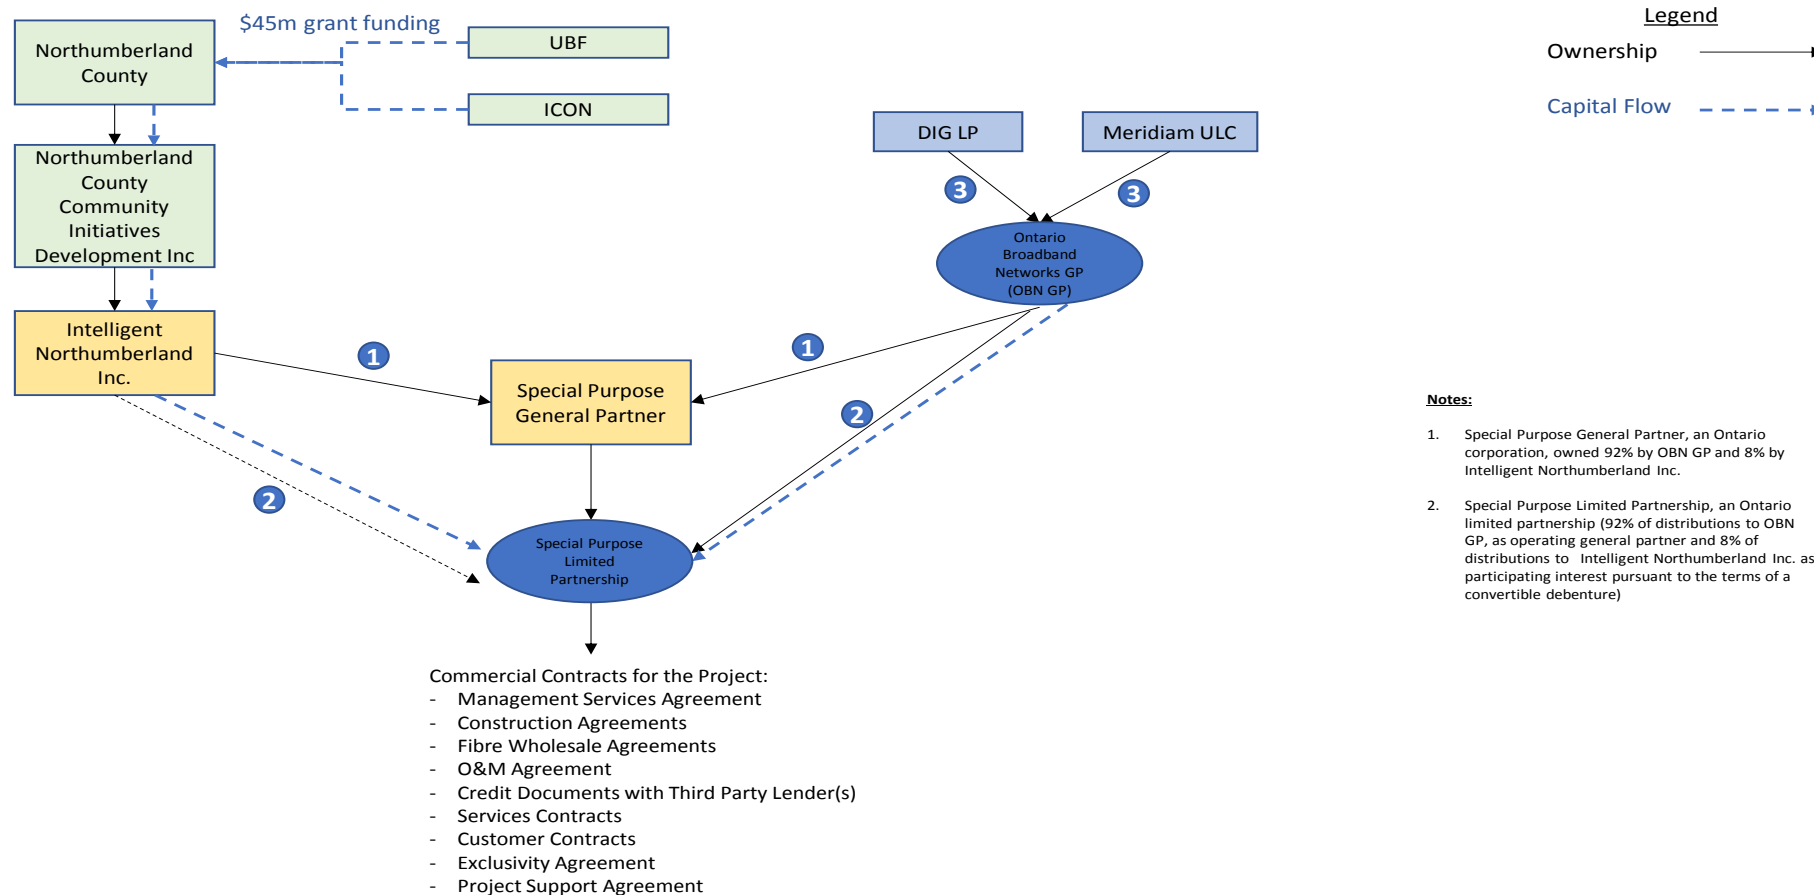 $45m grant funding
Northumberland
County
UBF
ICON
Northumberland
County
Community
Initiatives
Development Inc
Intelligent
Northumberland
Inc.
DIG LP
Meridiam ULC
3
3
Ontario
Broadband
Networks GP
(OBN GP)
1
1
2
2
Special Purpose
General Partner
Special Purpose
Limited
Partnership
Commercial Contracts for the Project:
- Management Services Agreement
- Construction Agreements
- Fibre Wholesale Agreements
- O&M Agreement
- Credit Documents with Third Party Lender(s)
- Services Contracts
- Customer Contracts
- Exclusivity Agreement
- Project Support Agreement
Legend
Ownership
Capital Flow
Notes:
1. Special Purpose General Partner, an Ontario
corporation, owned 92% by OBN GP and 8% by
Intelligent Northumberland Inc.
2. Special Purpose Limited Partnership, an Ontario
limited partnership (92% of distributions to OBN
GP, as operating general partner and 8% of
distributions to Intelligent Northumberland Inc. as
participating interest pursuant to the terms of a
convertible debenture)